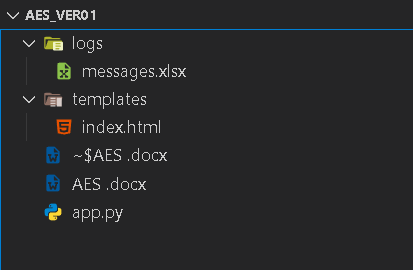 AES_VER01
logs
messages.xlsx
templates
index.html
~$AES .docx
AES .docx
app.py